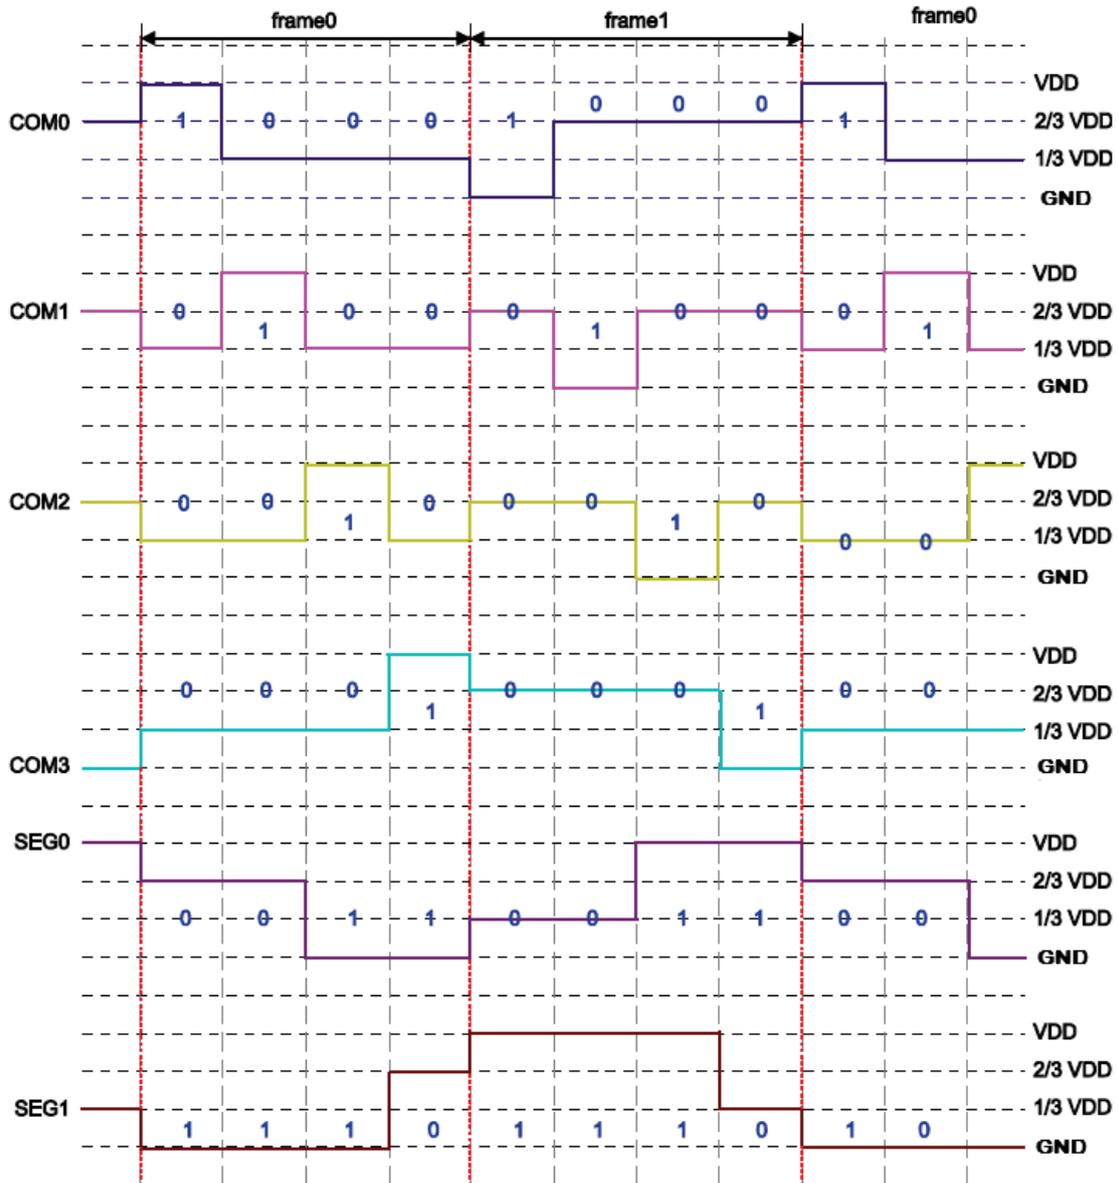 frame0 frame1 frame0
VDD
0 0 0
COM0 1 0 0 0 1 1 2/3 VDD
1/3 VDD
GND
VDD
COM1 0 0 0 0 0 0 0 2/3 VDD
1 1 1
1/3 VDD
GND
VDD
COM2 0 0 0 0 0 0 2/3 VDD
1 1
0 0 1/3 VDD
GND
VDD
0 0 0 0 0 0 0 0 2/3 VDD
1 1
1/3 VDD
COM3 GND
SEG0 VDD
2/3 VDD
0 0 1 1 0 0 1 1 0 0 1/3 VDD
GND
VDD
2/3 VDD
SEG1 1/3 VDD
1 1 1 0 1 1 1 0 1 0
GND